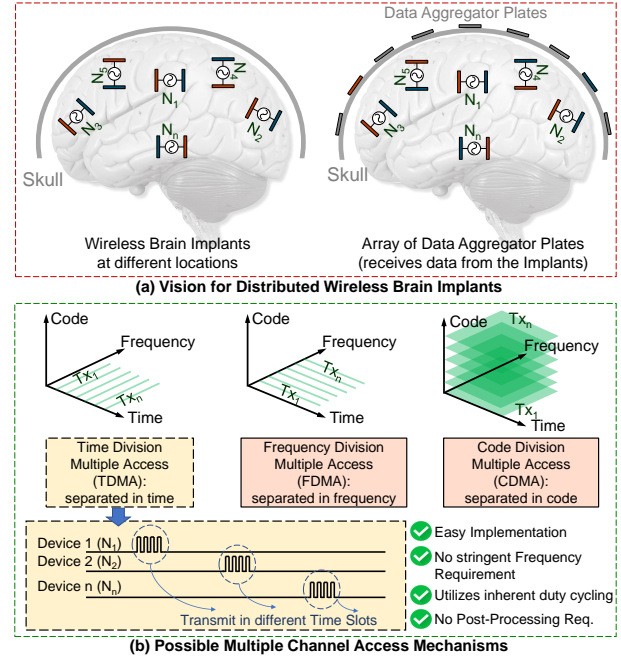 Data Aggregator Plates
N5
N4
N1
N3
N2
Nn
Skull
Wireless Brain Implants
at different locations
N5
N4
N1
N3
N2
Nn
Skull
Array of Data Aggregator Plates
(receives data from the Implants)
(a) Vision for Distributed Wireless Brain Implants
Code
Frequency
Tx1
Txn
Time
Code
Frequency
Txn
Tx1
Time
Code
Txn
Frequency
Tx1
Time
Time Division
Multiple Access
(TDMA):
separated in time
Frequency Division
Multiple Access
(FDMA):
separated in frequency
Code Division
Multiple Access
(CDMA):
separated in code
Device 1 (N1)
Device 2 (N2)
Device n (Nn)
Transmit in different Time Slots
Easy Implementation
No stringent Frequency
Requirement
Utilizes inherent duty cycling
No Post-Processing Req.
(b) Possible Multiple Channel Access Mechanisms